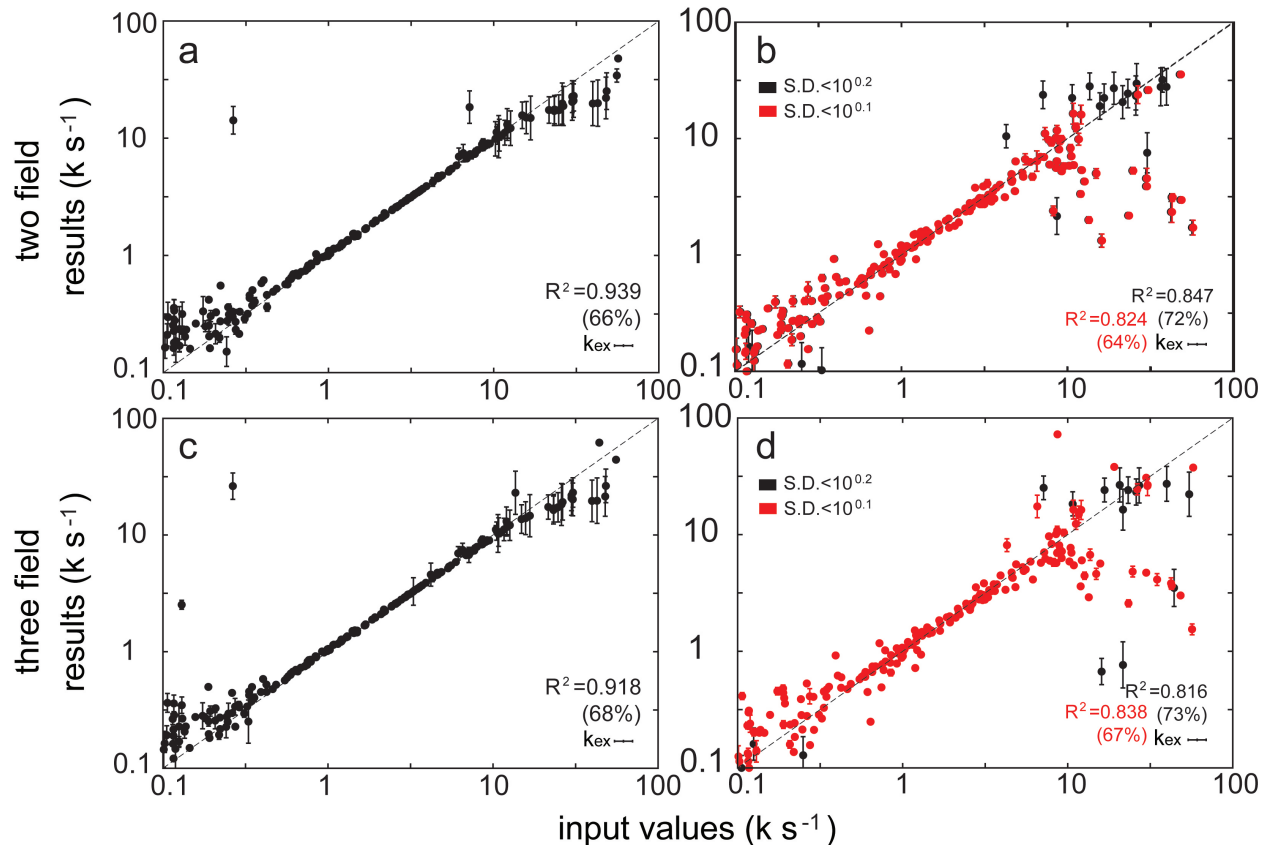 two field
results (k s⁻¹)
a
100
10
1
0.1
R²=0.939
(66%)
kex
0.1
1
10
100
b
S.D.<10^0.2
S.D.<10^0.1
100
10
1
0.1
R²=0.847
R²=0.824 (72%)
(64%) kex
0.1
1
10
100
three field
results (k s⁻¹)
c
100
10
1
0.1
R²=0.918
(68%)
kex
0.1
1
10
100
d
S.D.<10^0.2
S.D.<10^0.1
100
10
1
0.1
R²=0.816
R²=0.838 (73%)
(67%) kex
0.1
1
10
100
input values (k s⁻¹)